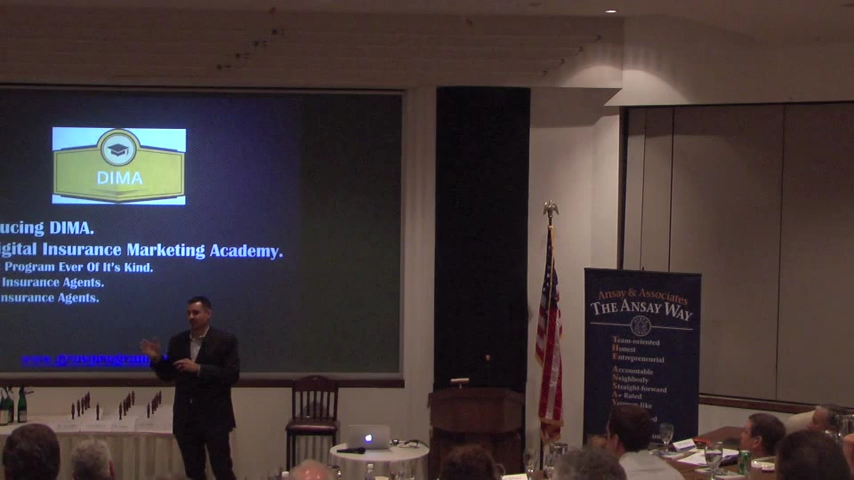 DIMA
ucing DIMA.
igital Insurance Marketing Academy.
Program Ever Of It's Kind.
Insurance Agents.
nsurance Agents.
Ansay & Associates
THE ANSAY WAY
Team-oriented
Honest
Entrepreneurial
Accountable
Neighborly
Straight-forward
A+ Rated